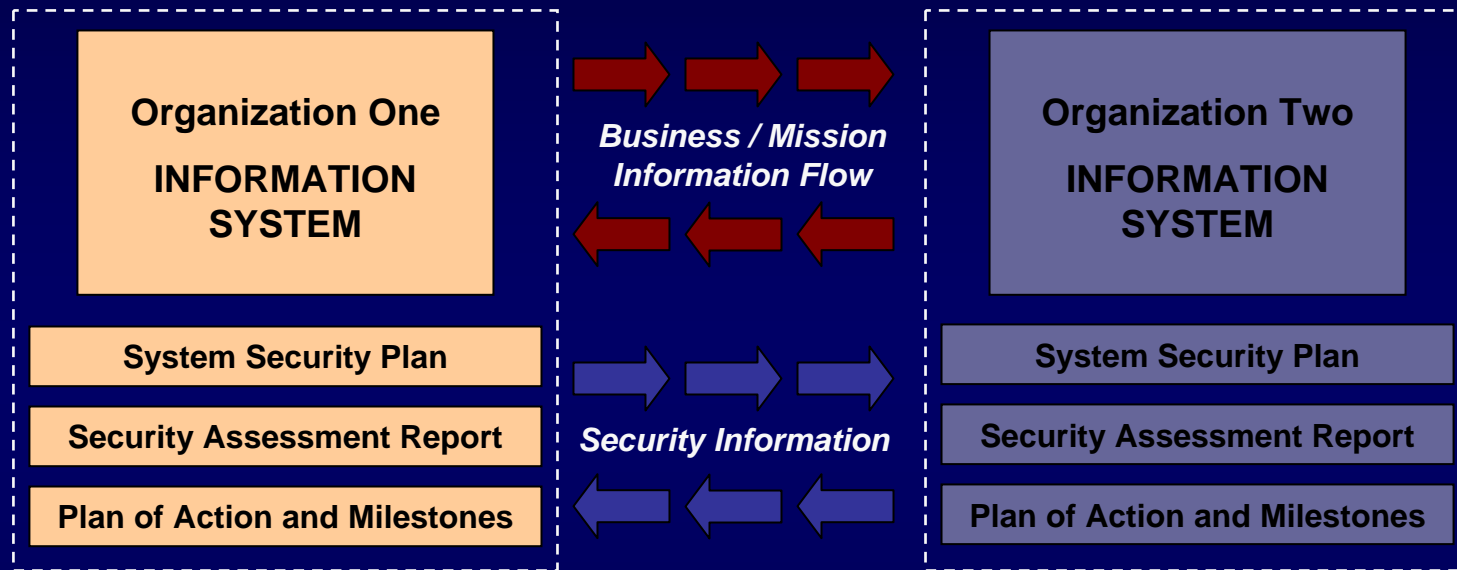 Organization One
INFORMATION
SYSTEM
System Security Plan
Security Assessment Report
Plan of Action and Milestones
Business / Mission
Information Flow
Security Information
Organization Two
INFORMATION
SYSTEM
System Security Plan
Security Assessment Report
Plan of Action and Milestones